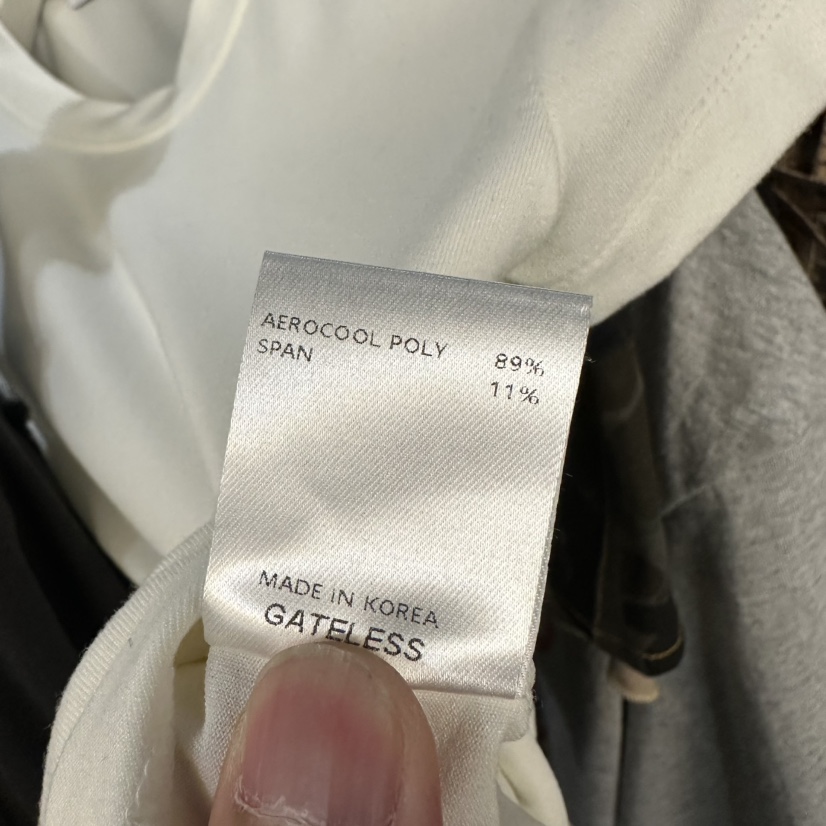 AEROCOOL POLY 89%
SPAN 11%
MADE IN KOREA
GATELESS